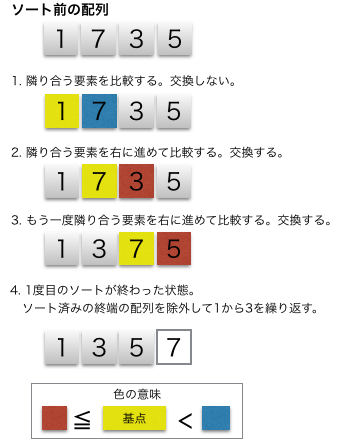 ソート前の配列
1 7 3 5
1. 隣り合う要素を比較する。交換しない。
1 7 3 5
2. 隣り合う要素を右に進めて比較する。交換する。
1 7 3 5
3. もう一度隣り合う要素を右に進めて比較する。交換する。
1 3 7 5
4. 1度目のソートが終わった状態。
ソート済みの終端の配列を除外して1から3を繰り返す。
1 3 5 7
色の意味
≦ 基点 <